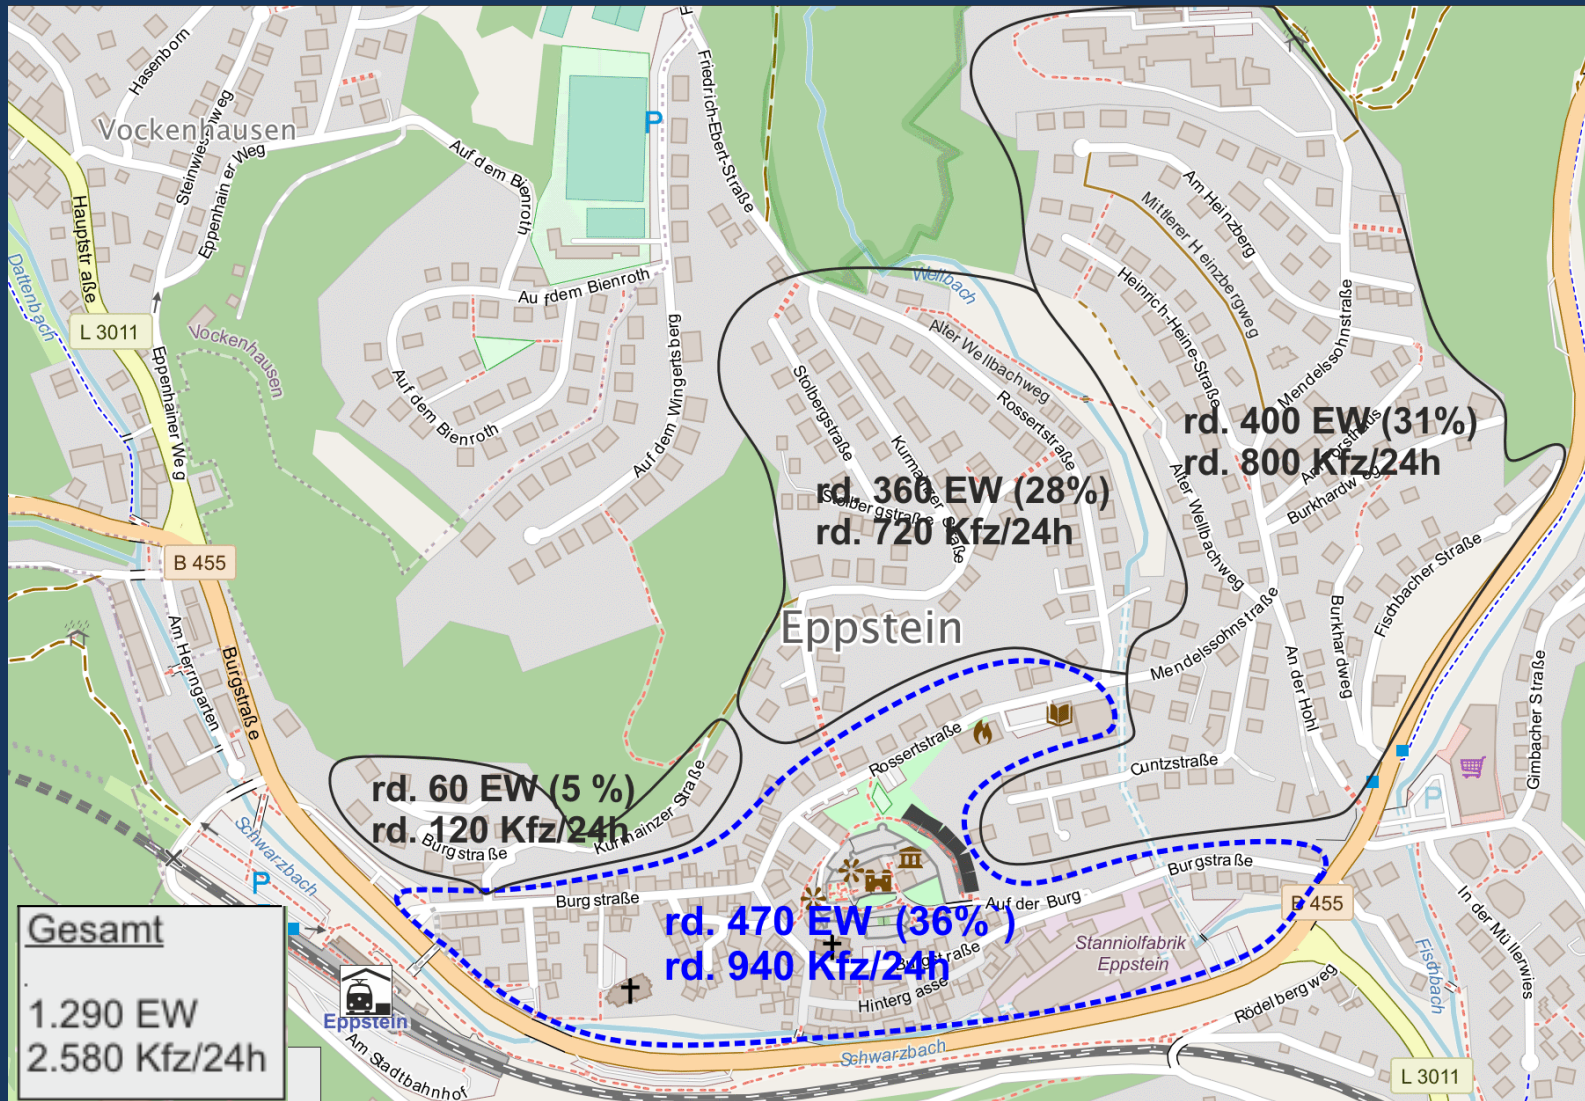 Hasenborn
Vockenhausen
Steinwiesenweg
Eppenhainer Weg
Hauptstraße
Dattenbach
L 3011
Vockenhausen
Eppenhainer Weg
Auf dem Bienroth
Auf dem Bienroth
Auf dem Bienroth
Auf dem Wingertsberg
P
Friedrich-Ebert-Straße
Wellbach
Alter Wellbachweg
Rossertstraße
Stolbergstraße
Stolbergstraße
Kurmainzer Straße
Am Heinzberg
Mittlerer Heinzbergweg
Heinrich-Heine-Straße
Mendelssohnstraße
rd. 400 EW (31%)
rd. 800 Kfz/24h
Am Forsthaus
Burkhardweg
Alter Wellbachweg
rd. 360 EW (28%)
rd. 720 Kfz/24h
Fischbacher Straße
Burkhardweg
B 455
Am Herrngarten
Burgstraße
Eppstein
Mendelssohnstraße
An der Hohl
Gimbacher Straße
Rossertstraße
Cuntzstraße
P
rd. 60 EW (5 %)
rd. 120 Kfz/24h
Burgstraße
Kurmainzer Straße
Schwarzbach
P
Burgstraße
Burgstraße
Auf der Burg
B 455
In der Müllerwies
rd. 470 EW (36% )
rd. 940 Kfz/24h
Burgstraße
Hintergasse
Stanniolfabrik
Eppstein
Fischbach
Rödelbergweg
Eppstein
Am Stadtbahnhof
Schwarzbach
L 3011
Gesamt
1.290 EW
2.580 Kfz/24h